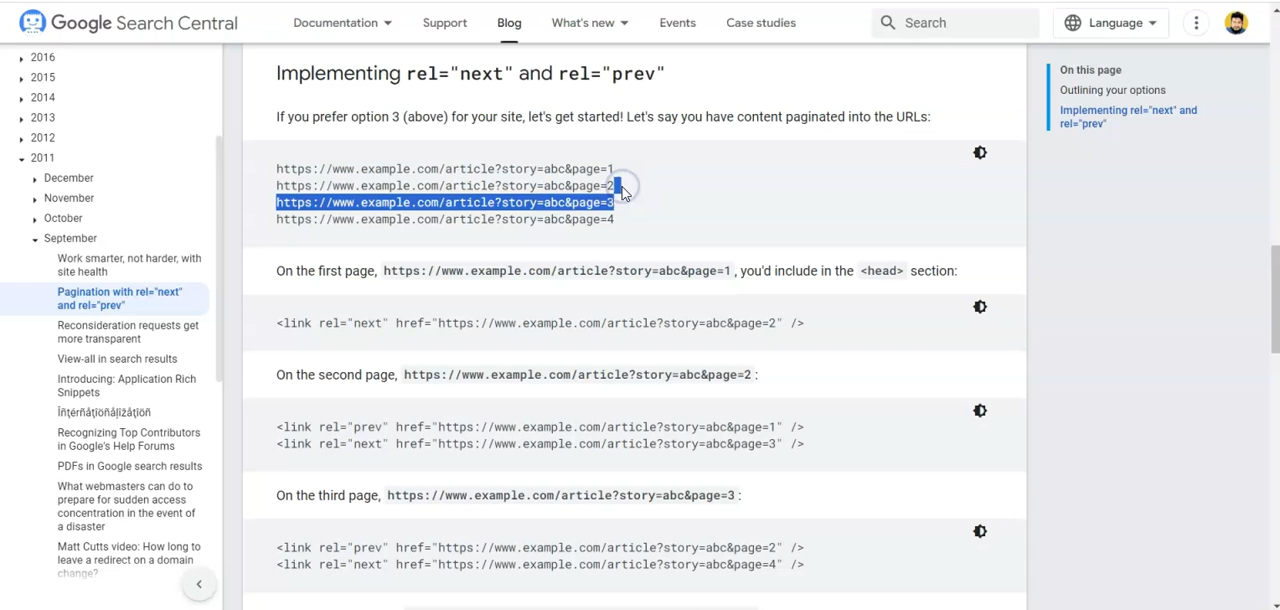 Google Search Central
Documentation
Support
Blog
What's new
Events
Case studies
Search
Language
2016
2015
2014
2013
2012
2011
December
November
October
September
Work smarter, not harder, with
site health
Pagination with rel="next"
and rel="prev"
Reconsideration requests get
more transparent
View-all in search results
Introducing: Application Rich
Snippets
Îñţérñåţîöñåļîžåţîöñ
Recognizing Top Contributors
in Google's Help Forums
PDFs in Google search results
What webmasters can do to
prepare for sudden access
concentration in the event of
a disaster
Matt Cutts video: How long to
leave a redirect on a domain
change?
Implementing rel="next" and rel="prev"
If you prefer option 3 (above) for your site, let's get started! Let's say you have content paginated into the URLs:
https://www.example.com/article?story=abc&page=1
https://www.example.com/article?story=abc&page=2
https://www.example.com/article?story=abc&page=3
https://www.example.com/article?story=abc&page=4
On the first page, https://www.example.com/article?story=abc&page=1, you'd include in the <head> section:
<link rel="next" href="https://www.example.com/article?story=abc&page=2" />
On the second page, https://www.example.com/article?story=abc&page=2:
<link rel="prev" href="https://www.example.com/article?story=abc&page=1" />
<link rel="next" href="https://www.example.com/article?story=abc&page=3" />
On the third page, https://www.example.com/article?story=abc&page=3:
<link rel="prev" href="https://www.example.com/article?story=abc&page=2" />
<link rel="next" href="https://www.example.com/article?story=abc&page=4" />
On this page
Outlining your options
Implementing rel="next" and
rel="prev"